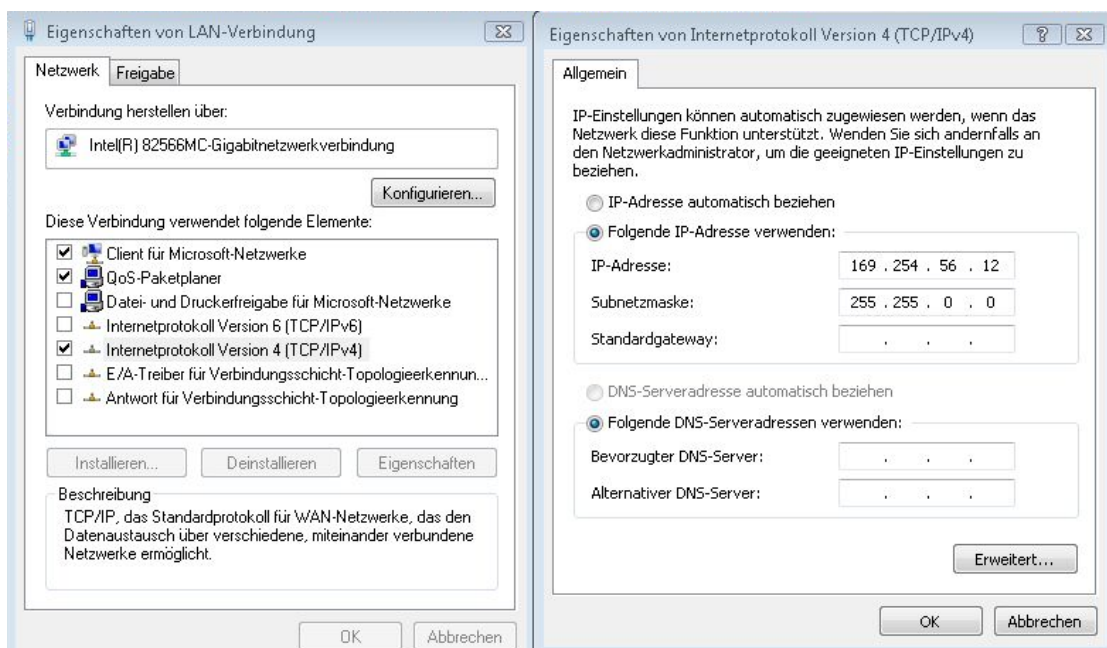 Eigenschaften von LAN-Verbindung
Netzwerk
Freigabe
Verbindung herstellen über:
Intel(R) 82566MC-Gigabitnetzwerkverbindung
Konfigurieren...
Diese Verbindung verwendet folgende Elemente:
Client für Microsoft-Netzwerke
QoS-Paketplaner
Datei- und Druckerfreigabe für Microsoft-Netzwerke
Internetprotokoll Version 6 (TCP/IPv6)
Internetprotokoll Version 4 (TCP/IPv4)
E/A-Treiber für Verbindungsschicht-Topologieerkennun...
Antwort für Verbindungsschicht-Topologieerkennung
Installieren...
Deinstallieren
Eigenschaften
Beschreibung
TCP/IP, das Standardprotokoll für WAN-Netzwerke, das den
Datenaustausch über verschiedene, miteinander verbundene
Netzwerke ermöglicht.
OK
Abbrechen
Eigenschaften von Internetprotokoll Version 4 (TCP/IPv4)
Allgemein
IP-Einstellungen können automatisch zugewiesen werden, wenn das
Netzwerk diese Funktion unterstützt. Wenden Sie sich andernfalls an
den Netzwerkadministrator, um die geeigneten IP-Einstellungen zu
beziehen.
IP-Adresse automatisch beziehen
Folgende IP-Adresse verwenden:
IP-Adresse: 169 . 254 . 56 . 12
Subnetzmaske: 255 . 255 . 0 . 0
Standardgateway: . . .
DNS-Serveradresse automatisch beziehen
Folgende DNS-Serveradressen verwenden:
Bevorzugter DNS-Server: . . .
Alternativer DNS-Server: . . .
Erweitert...
OK
Abbrechen